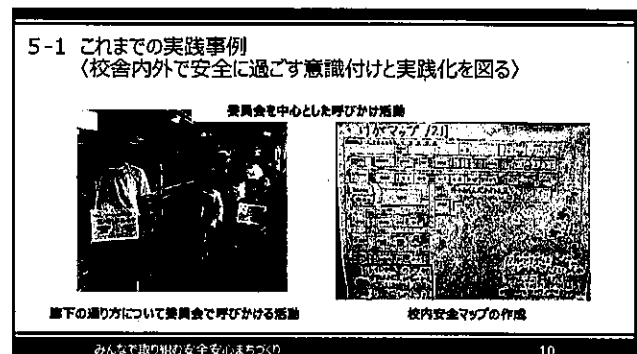 5-1 これまでの実践事例
〈校舎内外で安全に過ごす意識付けと実践化を図る〉
委員会を中心とした呼びかけ活動
廊下の通り方について委員会で呼びかける活動
校内安全マップの作成
みんなで取り組む安全安心まちづくり
10